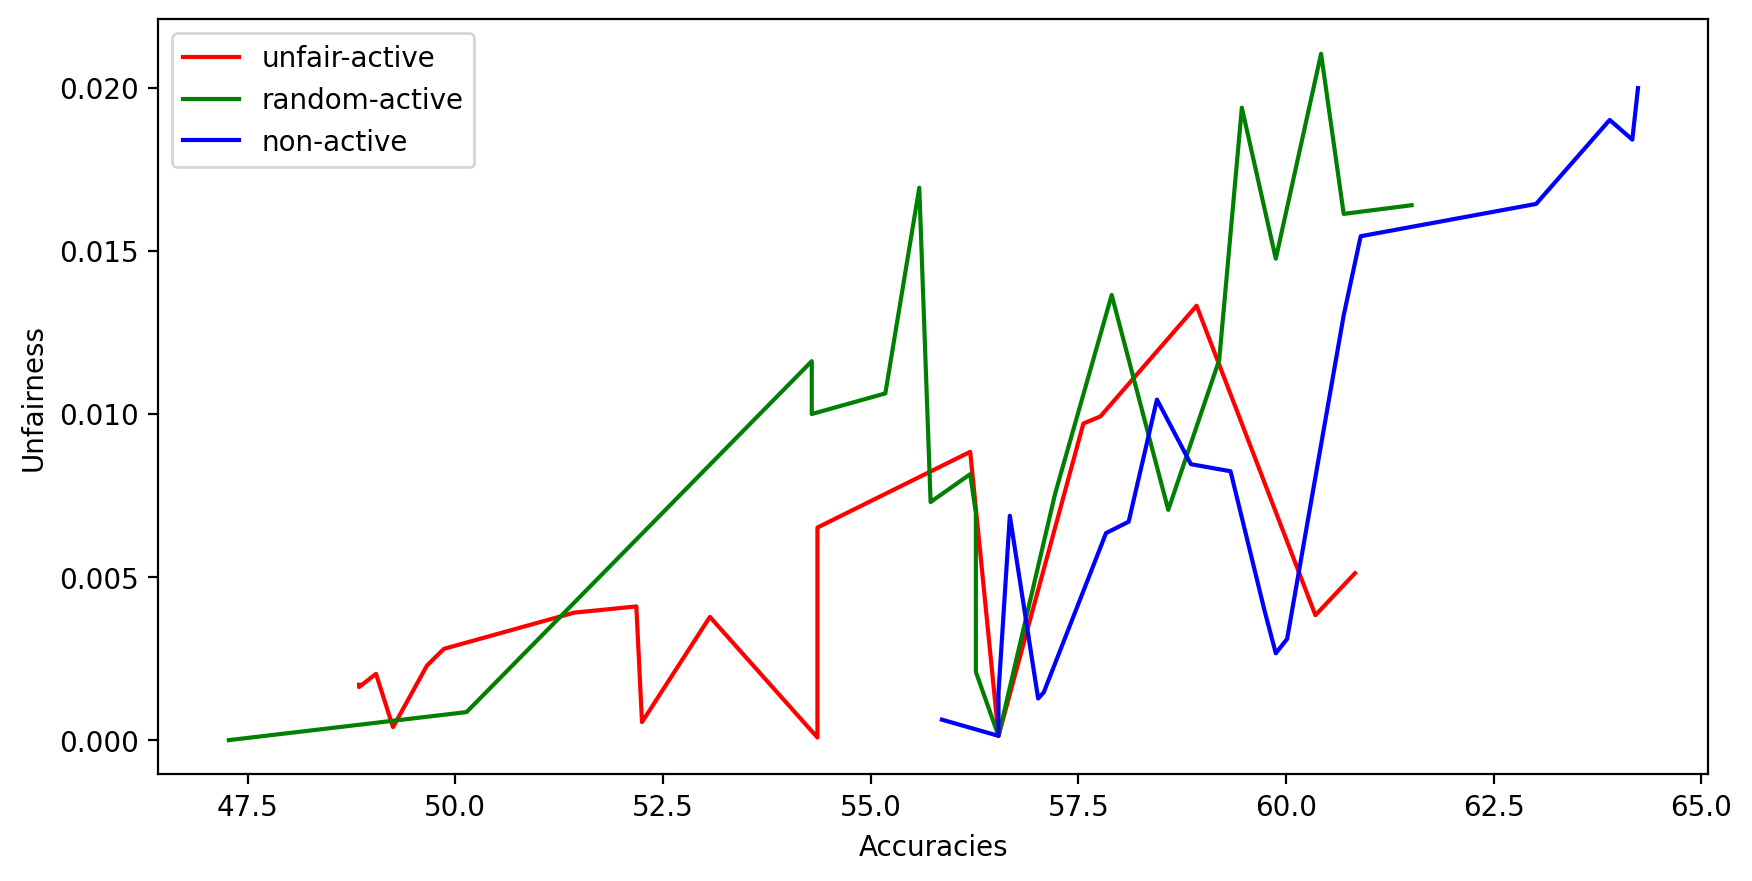 unfair-active
random-active
non-active
0.020
0.015
0.010
0.005
0.000
Unfairness
47.5 50.0 52.5 55.0 57.5 60.0 62.5 65.0
Accuracies